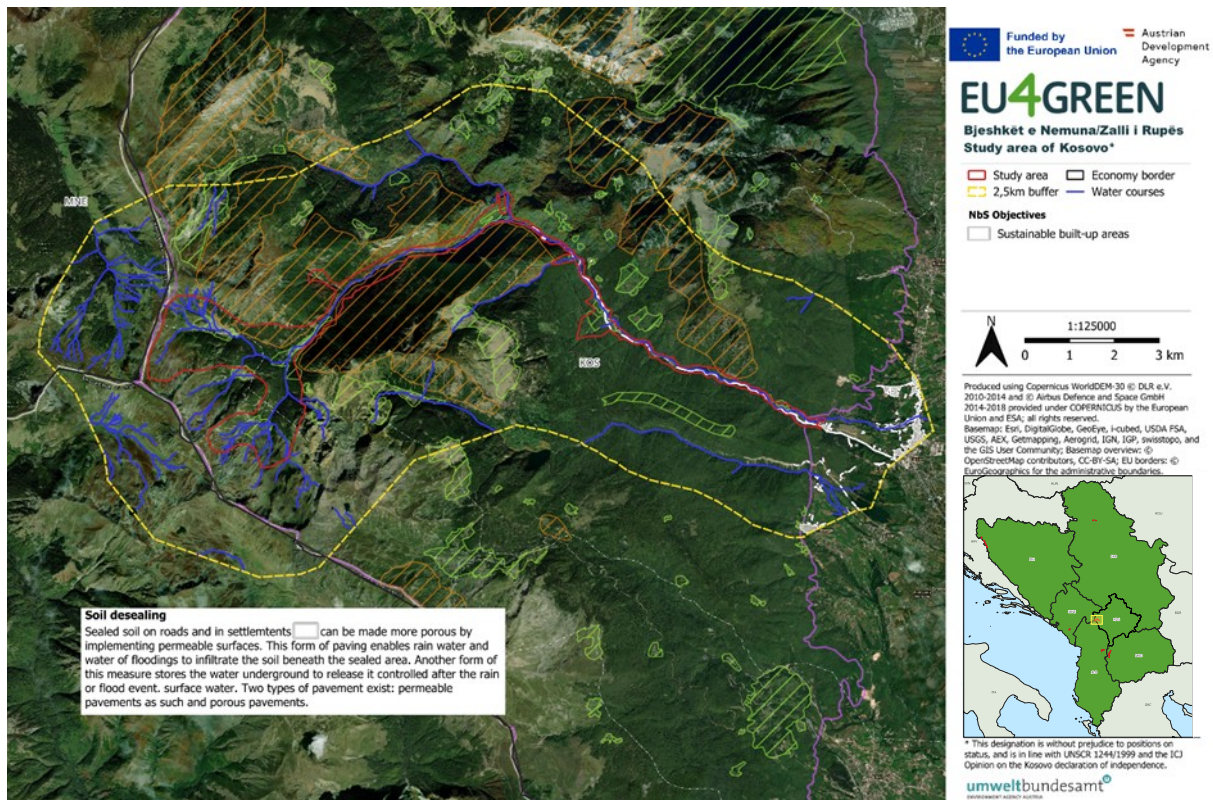 MNE
KOS
Soil desealing
Sealed soil on roads and in settlemtents can be made more porous by
implementing permeable surfaces. This form of paving enables rain water and
water of floodings to infiltrate the soil beneath the sealed area. Another form of
this measure stores the water underground to release it controlled after the rain
or flood event. surface water. Two types of pavement exist: permeable
pavements as such and porous pavements.
Funded by
the European Union
Austrian
Development
Agency
EU4GREEN
Bjeshkët e Nemuna/Zalli i Rupës
Study area of Kosovo*
Study area
Economy border
2,5km buffer
Water courses
NbS Objectives
Sustainable built-up areas
N
1:125000
0 1 2 3 km
Produced using Copernicus WorldDEM-30 © DLR e.V.
2010-2014 and © Airbus Defence and Space GmbH
2014-2018 provided under COPERNICUS by the European
Union and ESA; all rights reserved.
Basemap: Esri, DigitalGlobe, GeoEye, i-cubed, USDA FSA,
USGS, AEX, Getmapping, Aerogrid, IGN, IGP, swisstopo, and
the GIS User Community; Basemap overview: ©
OpenStreetMap contributors, CC-BY-SA; EU borders: ©
EuroGeographics for the administrative boundaries.
* This designation is without prejudice to positions on
status, and is in line with UNSCR 1244/1999 and the ICJ
Opinion on the Kosovo declaration of independence.
umweltbundesamt
ENVIRONMENT AGENCY AUSTRIA